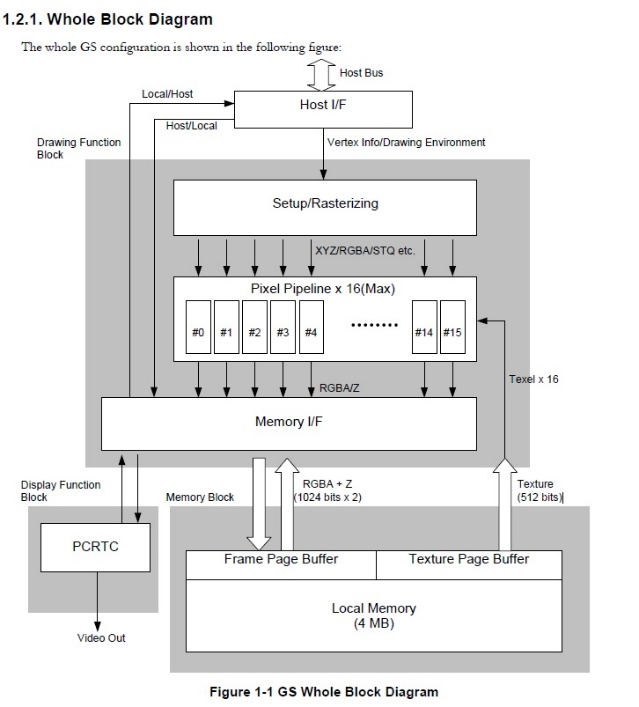 1.2.1. Whole Block Diagram
The whole GS configuration is shown in the following figure:
Host Bus
Local/Host
Host I/F
Host/Local
Drawing Function
Block
Vertex Info/Drawing Environment
Setup/Rasterizing
XYZ/RGBA/STQ etc.
Pixel Pipeline x 16(Max)
#0 #1 #2 #3 #4 ........ #14 #15
RGBA/Z
Texel x 16
Memory I/F
Display Function
Block
Memory Block
RGBA + Z
(1024 bits x 2)
Texture
(512 bits)
PCRTC
Frame Page Buffer
Texture Page Buffer
Local Memory
(4 MB)
Video Out
Figure 1-1 GS Whole Block Diagram